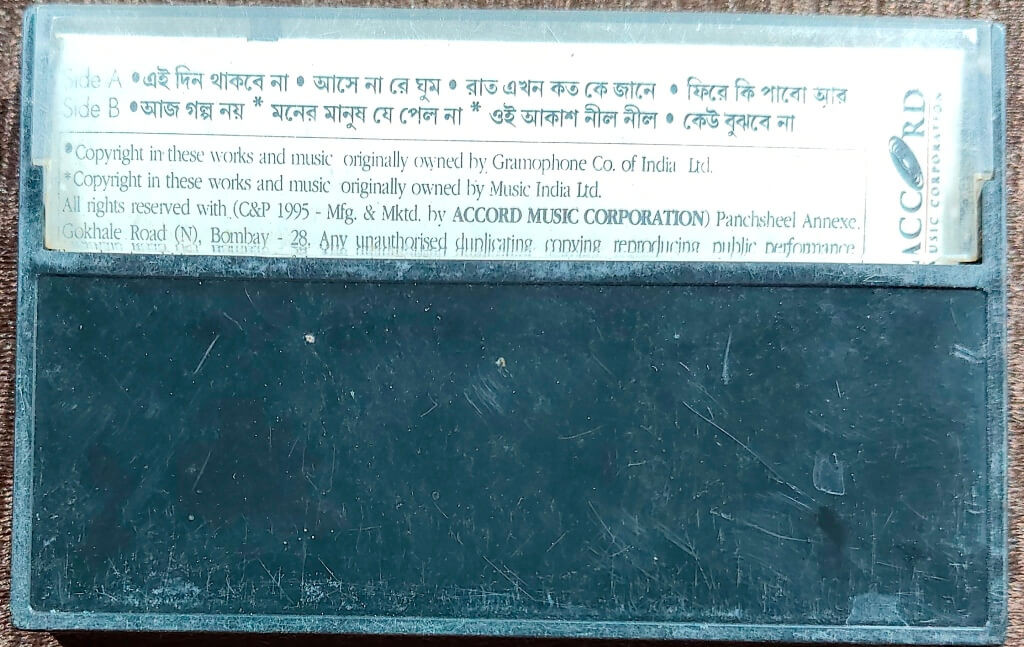 Side A • এই দিন থাকবে না • আসে না রে ঘুম • রাত এখন কত কে জানে • ফিরে কি পাবো আর
Side B • আজ গল্প নয় * মনের মানুষ যে পেল না * ওই আকাশ নীল নীল • কেউ বুঝবে না
•Copyright in these works and music originally owned by Gramophone Co. of India Ltd.
*Copyright in these works and music originally owned by Music India Ltd.
All rights reserved with (C&P 1995 - Mfg. & Mktd. by ACCORD MUSIC CORPORATION) Panchsheel Annexe,
Gokhale Road (N), Bombay - 28. Any unauthorised duplicating, copying reproducing public performance
ACCORD
MUSIC CORPORATION